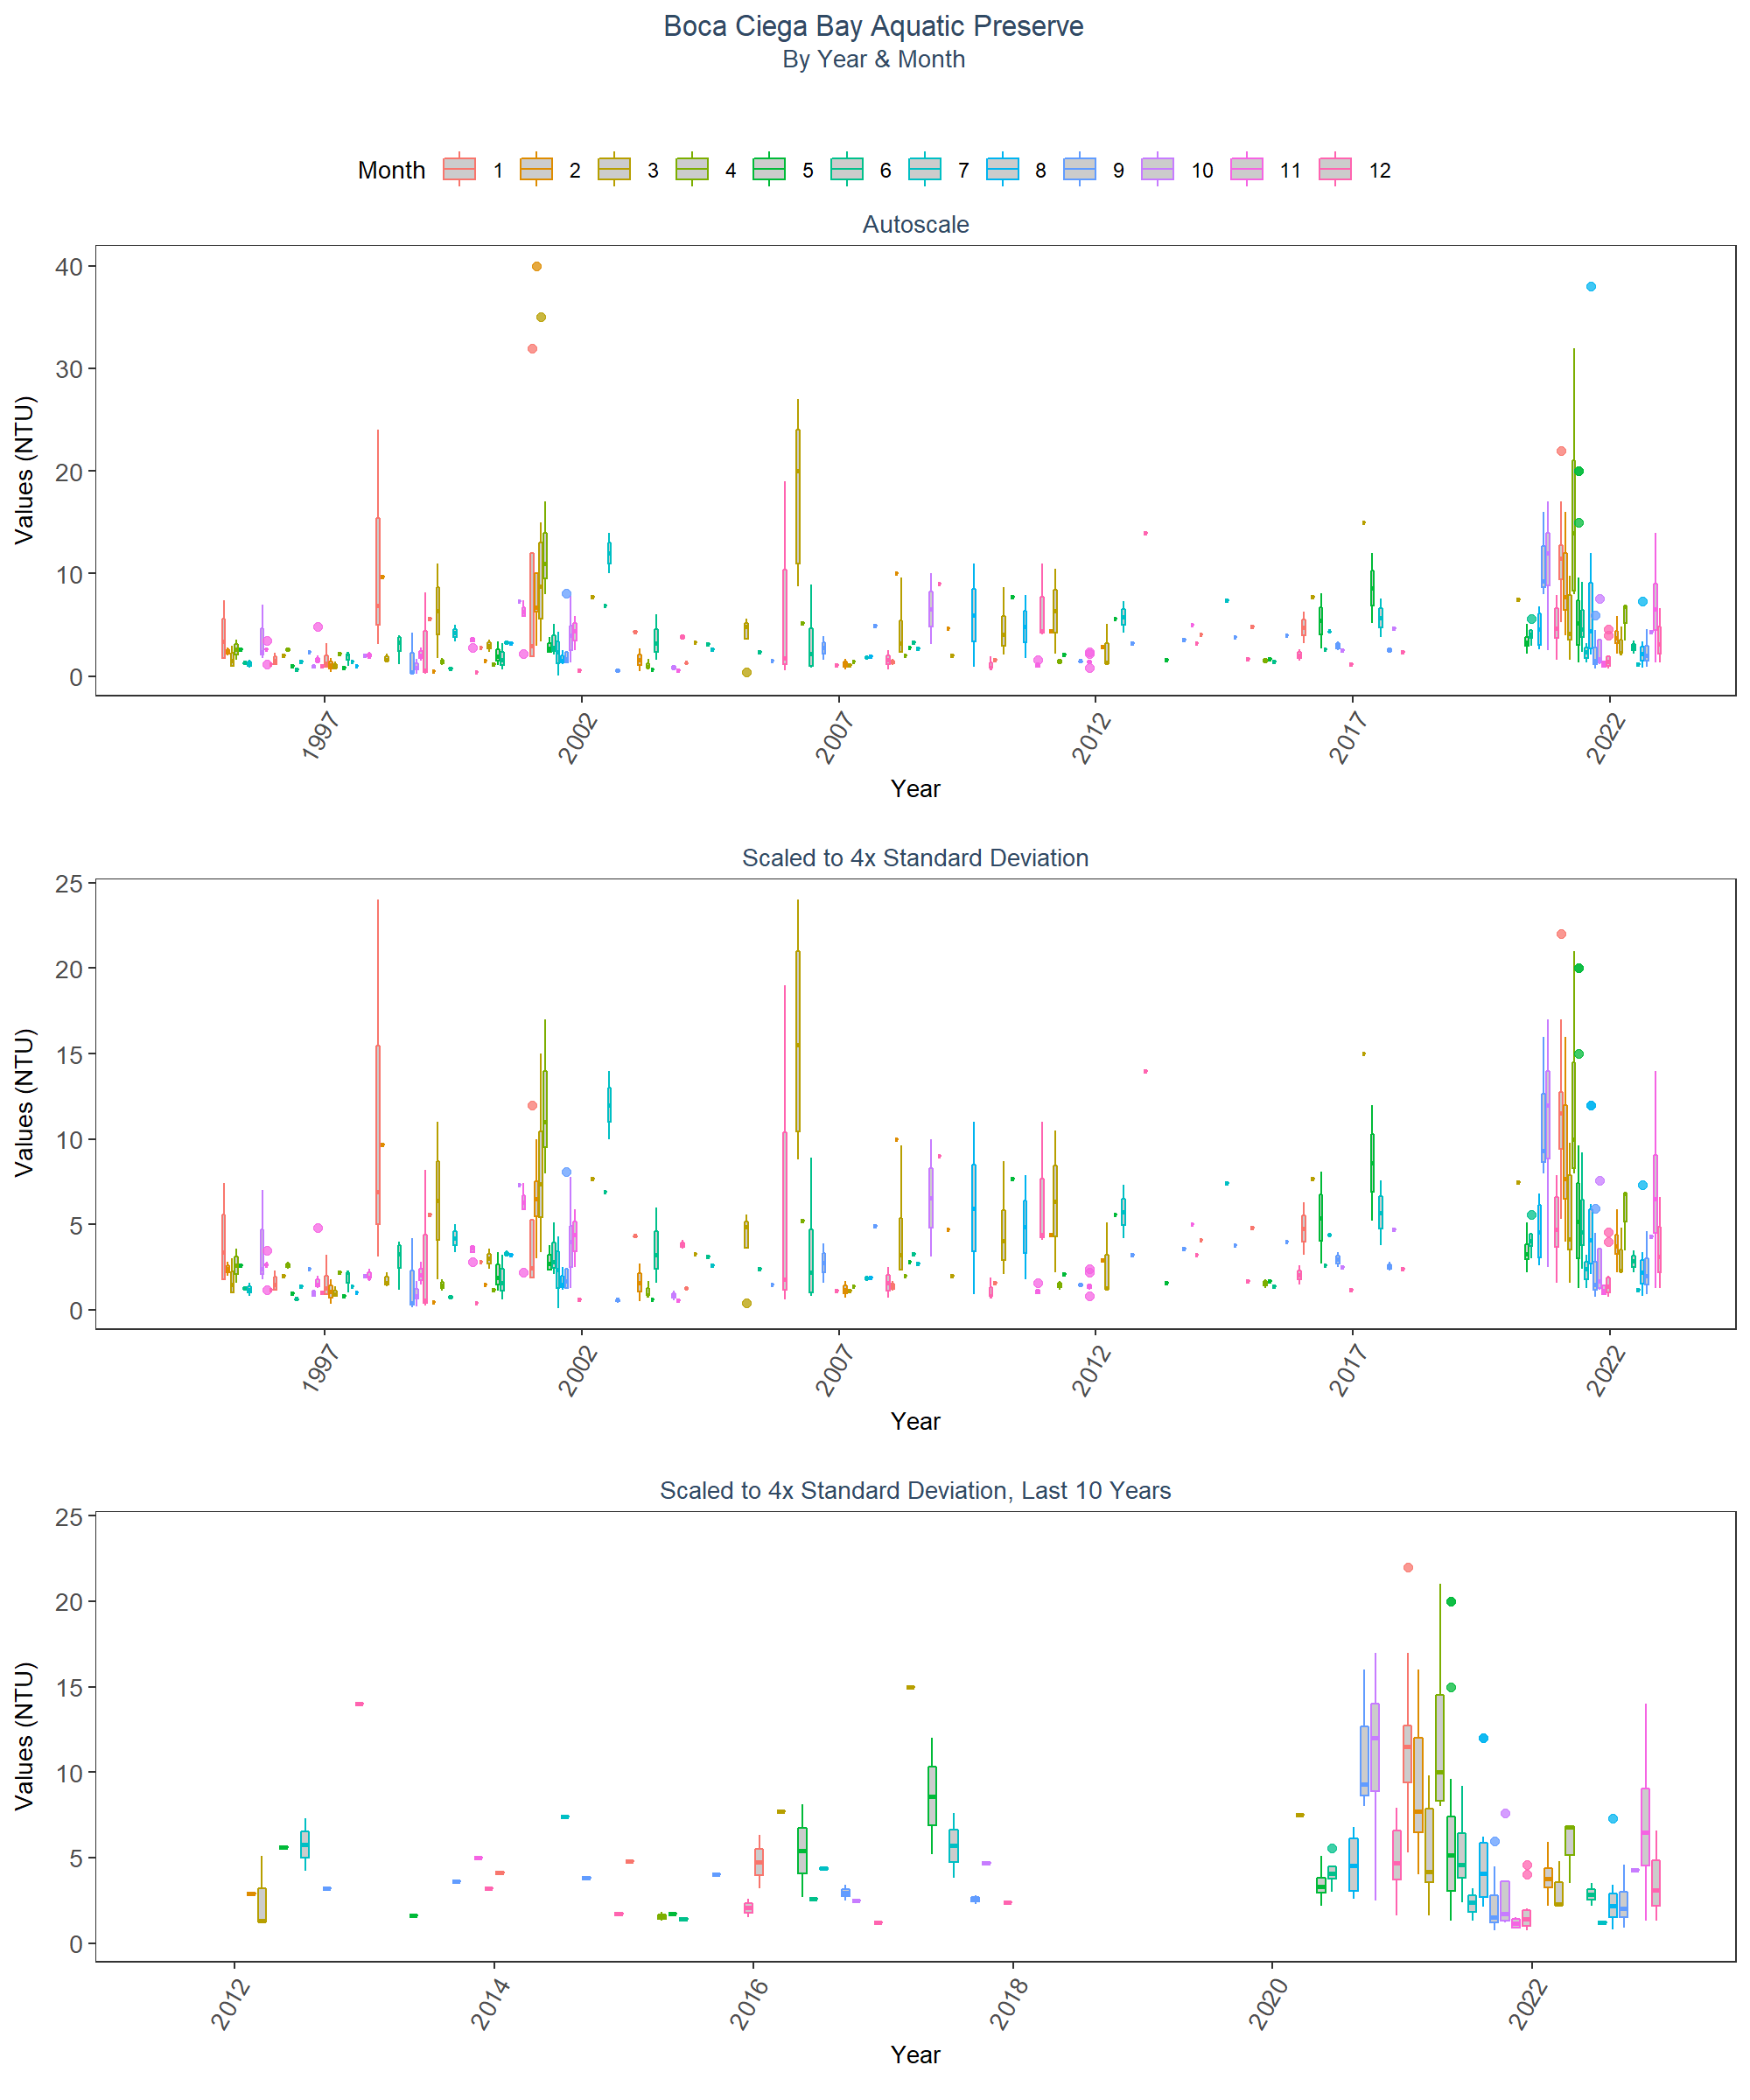 Boca Ciega Bay Aquatic Preserve
By Year & Month
Month 1 2 3 4 5 6 7 8 9 10 11 12
Autoscale
Values (NTU)
40
30
20
10
0
1997 2002 2007 2012 2017 2022
Year
Scaled to 4x Standard Deviation
Values (NTU)
25
20
15
10
5
0
1997 2002 2007 2012 2017 2022
Year
Scaled to 4x Standard Deviation, Last 10 Years
Values (NTU)
25
20
15
10
5
0
2012 2014 2016 2018 2020 2022
Year